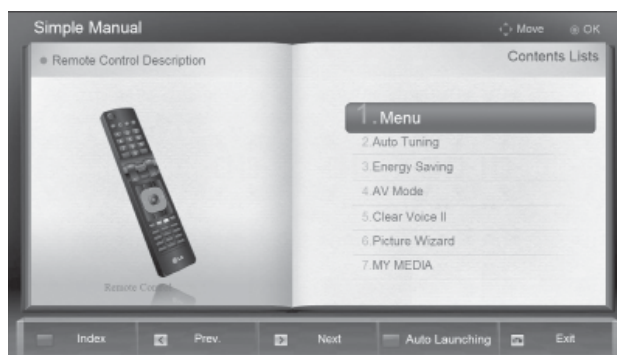 Simple Manual
Move
OK
Remote Control Description
Contents Lists
1.Menu
2.Auto Tuning
3.Energy Saving
4.AV Mode
5.Clear Voice II
6.Picture Wizard
7.MY MEDIA
LG
Remote Control
Index
Prev.
Next
Auto Launching
Exit